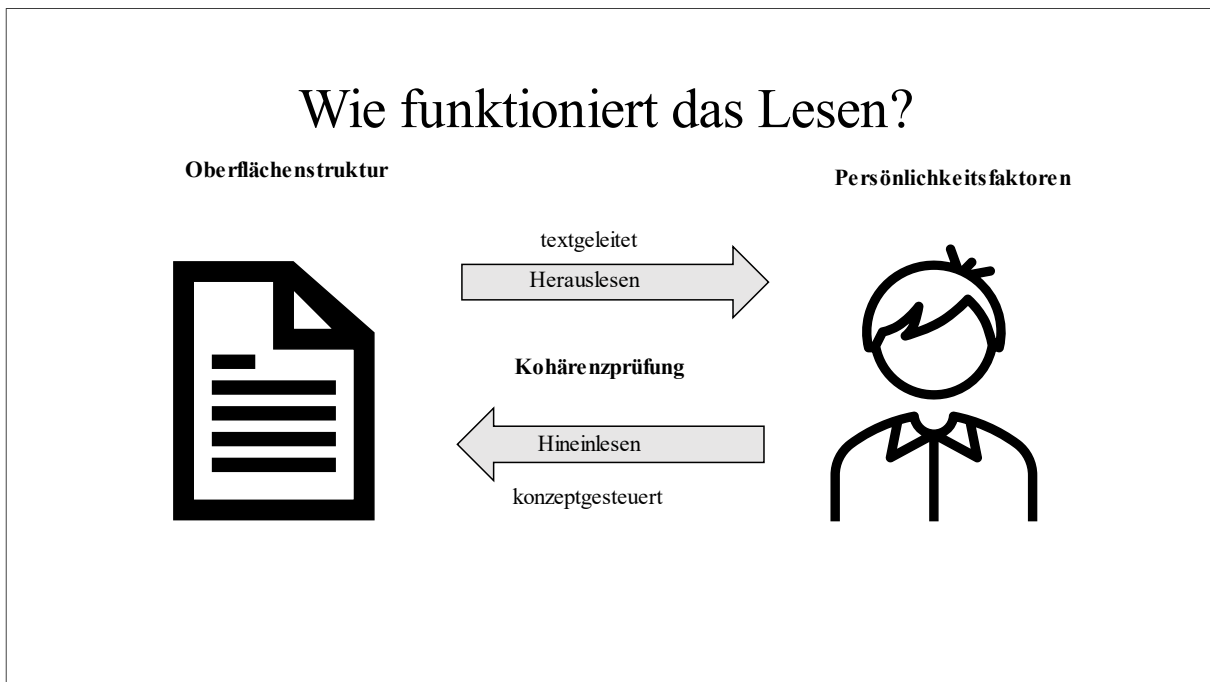 Wie funktioniert das Lesen?
Oberflächenstruktur
Persönlichkeitsfaktoren
textgeleitet
Herauslesen
Kohärenzprüfung
Hineinlesen
konzeptgesteuert